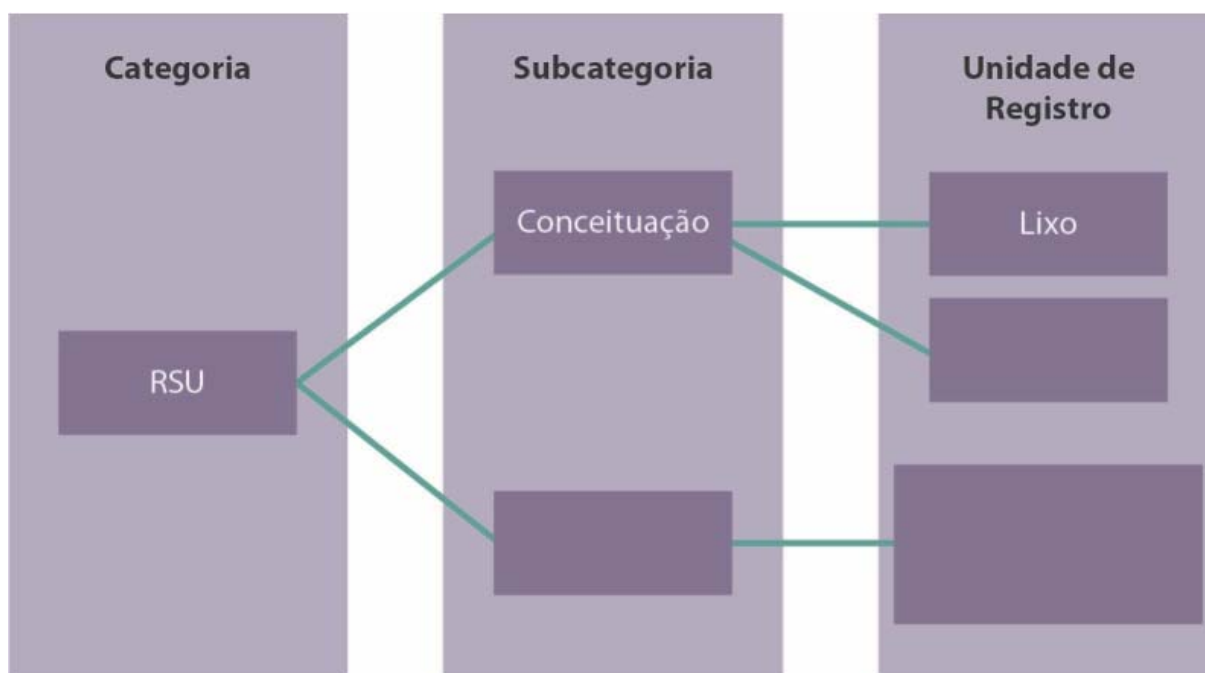 Categoria
Subcategoria
Unidade de
Registro
Conceituação
Lixo
RSU